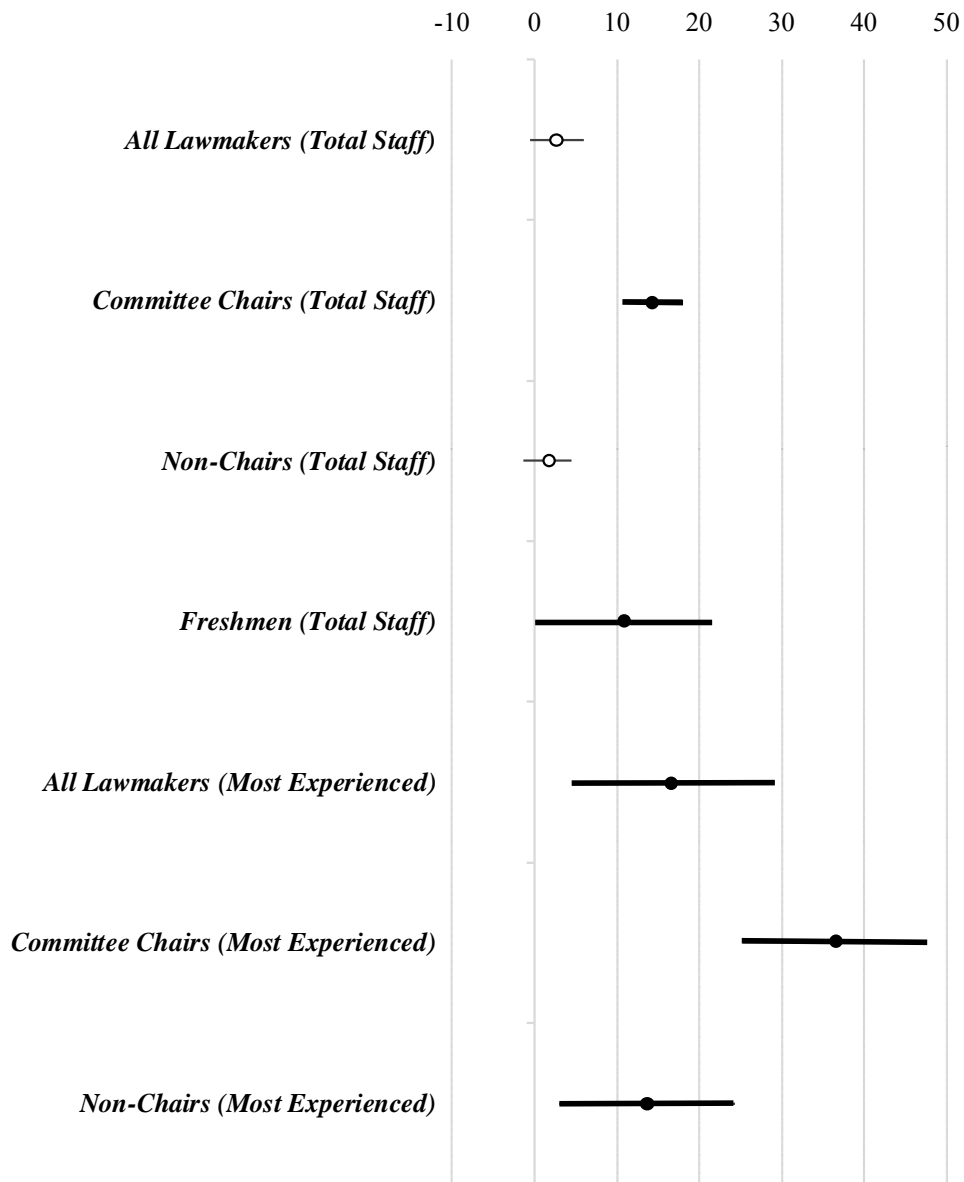 -10 0 10 20 30 40 50
All Lawmakers (Total Staff)
Committee Chairs (Total Staff)
Non-Chairs (Total Staff)
Freshmen (Total Staff)
All Lawmakers (Most Experienced)
Committee Chairs (Most Experienced)
Non-Chairs (Most Experienced)